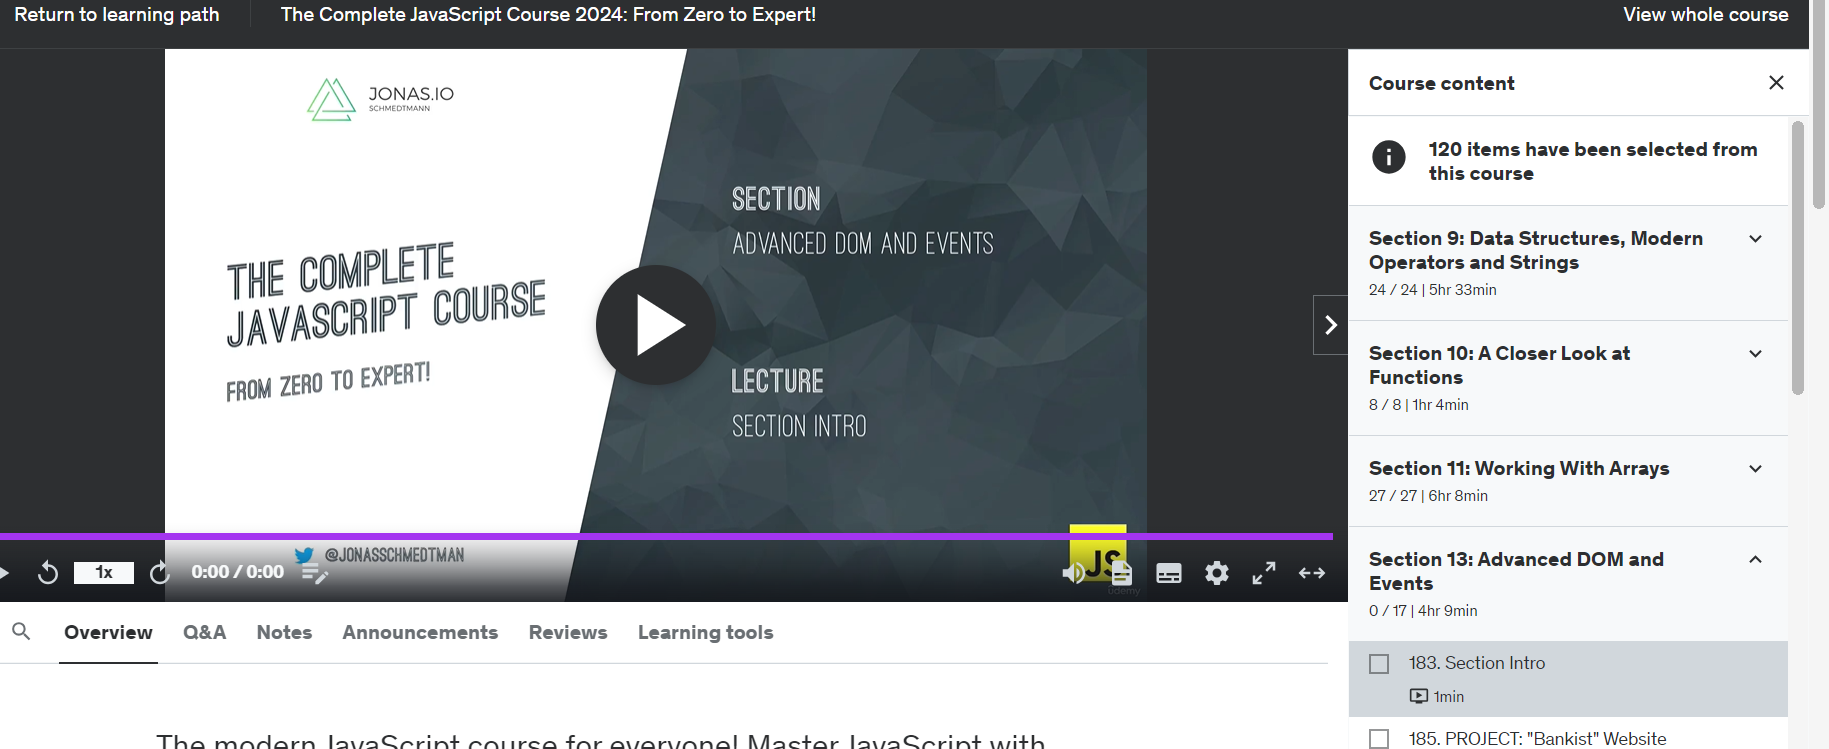 Return to learning path
The Complete JavaScript Course 2024: From Zero to Expert!
View whole course
JONAS.IO
SCHMEDTMANN
THE COMPLETE
JAVASCRIPT COURSE
FROM ZERO TO EXPERT!
SECTION
ADVANCED DOM AND EVENTS
LECTURE
SECTION INTRO
@JONASSCHMEDTMAN
JS
udemy
1x
0:00 / 0:00
Overview
Q&A
Notes
Announcements
Reviews
Learning tools
The modern JavaScript course for everyone! Master JavaScript with
Course content
120 items have been selected from
this course
Section 9: Data Structures, Modern
Operators and Strings
24 / 24 | 5hr 33min
Section 10: A Closer Look at
Functions
8 / 8 | 1hr 4min
Section 11: Working With Arrays
27 / 27 | 6hr 8min
Section 13: Advanced DOM and
Events
0 / 17 | 4hr 9min
183. Section Intro
1min
185. PROJECT: "Bankist" Website